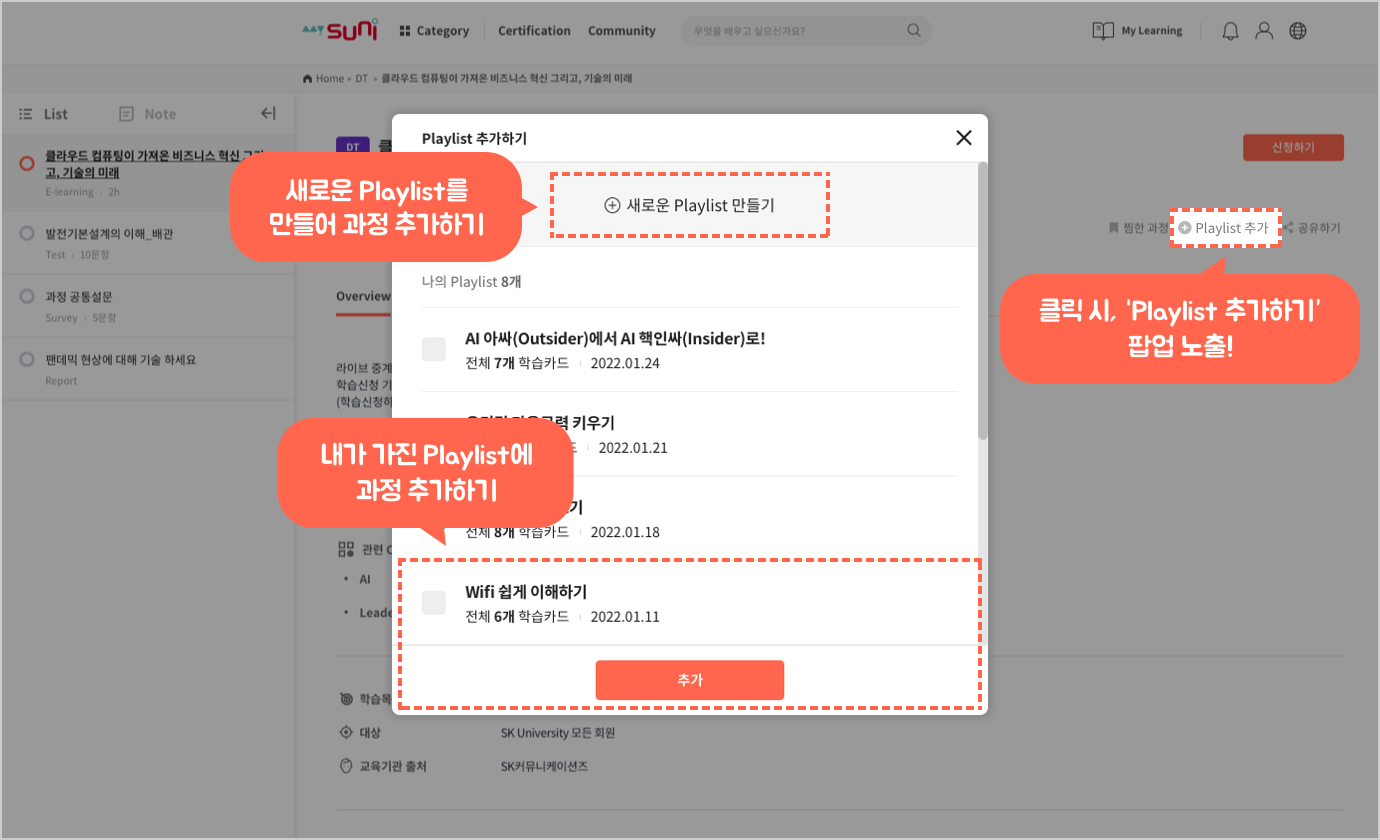 mySUNI
Category
Certification
Community
무엇을 배우고 싶으신가요?
My Learning
Home
DT
클라우드 컴퓨팅이 가져온 비즈니스 혁신 그리고, 기술의 미래
List
Note
클라우드 컴퓨팅이 가져온 비즈니스 혁신 그리
고, 기술의 미래
E-learning
2h
발전기본설계의 이해_배관
Test
10문항
과정 공통설문
Survey
5문항
팬데믹 현상에 대해 기술 하세요
Report
DT
신청하기
찜한 과정
Playlist 추가
공유하기
클릭 시, ‘Playlist 추가하기’
팝업 노출!
Overview
라이브 중계
학습신청 기
(학습신청하
관련
AI
Leade
학습목
대상
SK University 모든 회원
교육기관 출처
SK커뮤니케이션즈
Playlist 추가하기
새로운 Playlist를
만들어 과정 추가하기
새로운 Playlist 만들기
나의 Playlist 8개
AI 아싸(Outsider)에서 AI 핵인싸(Insider)로!
전체 7개 학습카드
2022.01.24
키우기
2022.01.21
내가 가진 Playlist에
과정 추가하기
기
전체 8개 학습카드
2022.01.18
Wifi 쉽게 이해하기
전체 6개 학습카드
2022.01.11
추가